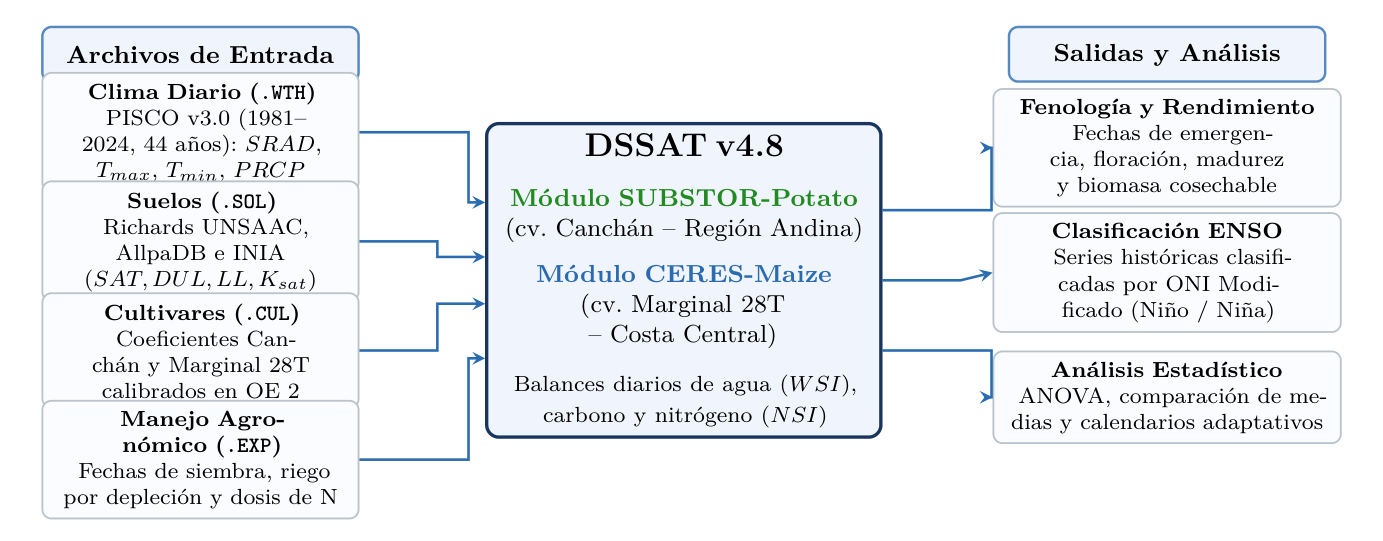 Archivos de Entrada
Clima Diario (.WTH)
PISCO v3.0 (1981–
2024, 44 años): SRAD,
T_max, T_min, PRCP
Suelos (.SOL)
Richards UNSAAC,
AllpaDB e INIA
(SAT, DUL, LL, K_sat)
Cultivares (.CUL)
Coeficientes Can-
chán y Marginal 28T
calibrados en OE 2
Manejo Agro-
nómico (.EXP)
Fechas de siembra, riego
por depleción y dosis de N
DSSAT v4.8
Módulo SUBSTOR-Potato
(cv. Canchán – Región Andina)
Módulo CERES-Maize
(cv. Marginal 28T
– Costa Central)
Balances diarios de agua (WSI),
carbono y nitrógeno (NSI)
Salidas y Análisis
Fenología y Rendimiento
Fechas de emergen-
cia, floración, madurez
y biomasa cosechable
Clasificación ENSO
Series históricas clasifi-
cadas por ONI Modi-
ficado (Niño / Niña)
Análisis Estadístico
ANOVA, comparación de me-
dias y calendarios adaptativos